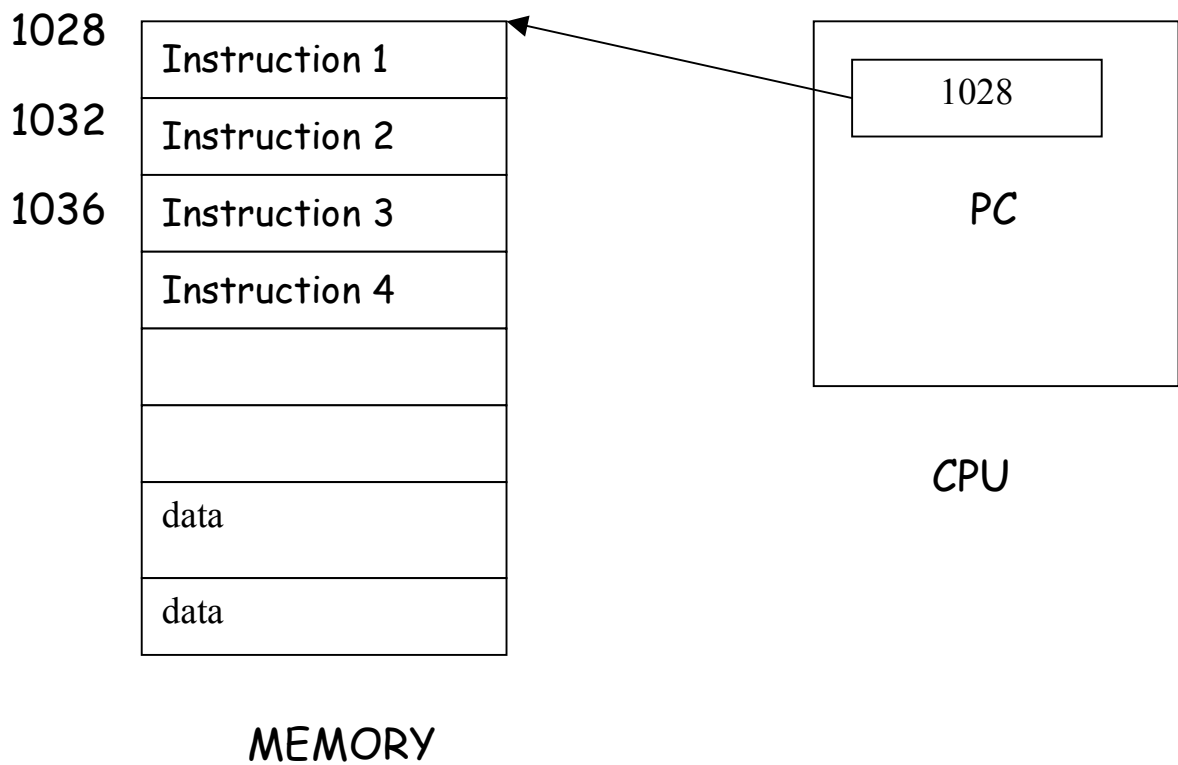 1028
Instruction 1
1032
Instruction 2
1036
Instruction 3
Instruction 4
data
data
MEMORY
1028
PC
CPU